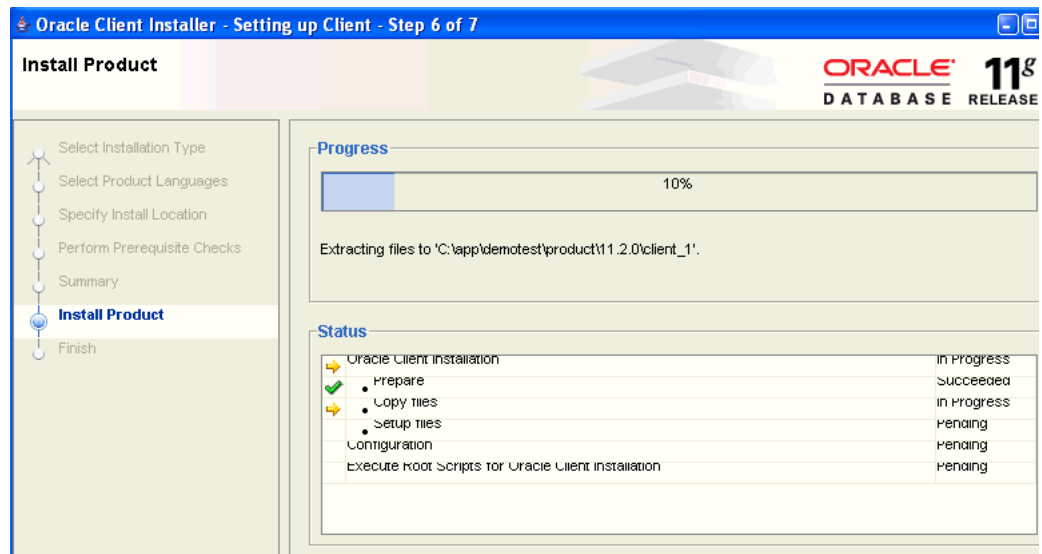 Oracle Client Installer - Setting up Client - Step 6 of 7
Install Product
ORACLE 11g
DATABASE RELEASE
Select Installation Type
Select Product Languages
Specify Install Location
Perform Prerequisite Checks
Summary
Install Product
Finish
Progress
10%
Extracting files to 'C:\app\demotest\product\11.2.0\client_1'.
Status
Oracle Client Installation In Progress
• Prepare Succeeded
• Copy files In Progress
• Setup files Pending
Configuration Pending
Execute Root Scripts for Oracle Client Installation Pending